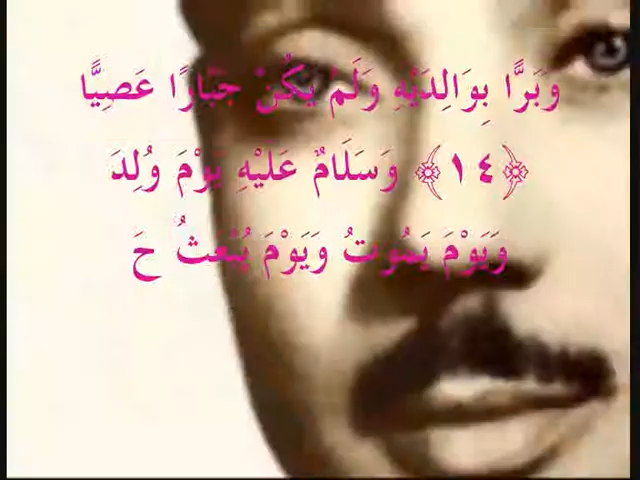 وَبَرًّا بِوَالِدَيْهِ وَلَمْ يَكُنْ جَبَّارًا عَصِيًّا
﴿١٤﴾ وَسَلَامٌ عَلَيْهِ يَوْمَ وُلِدَ
وَيَوْمَ يَمُوتُ وَيَوْمَ يُبْعَثُ حَ